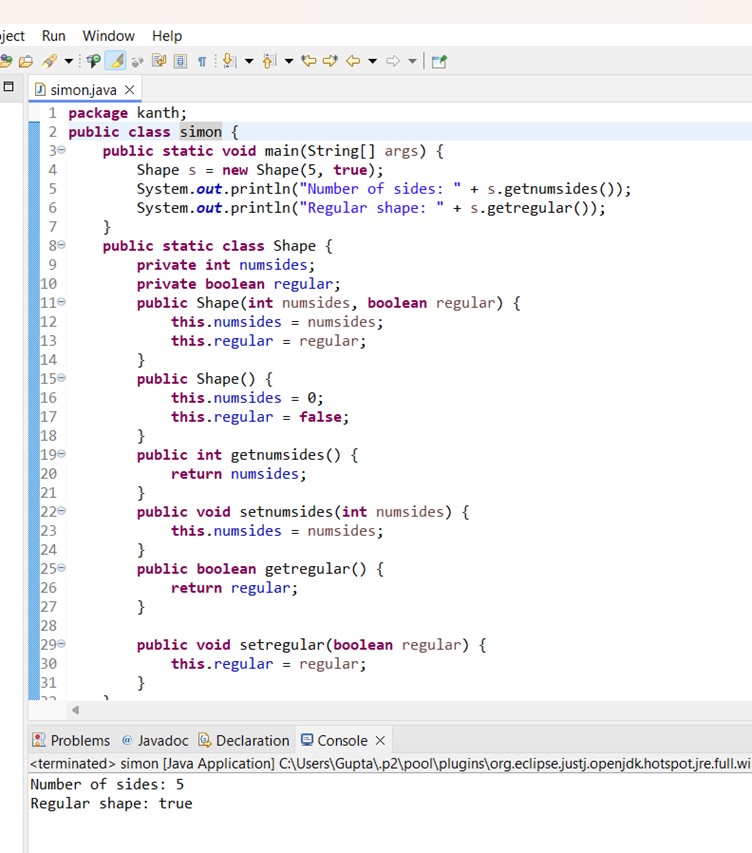 ject Run Window Help
simon.java
1 package kanth;
2 public class simon {
3 public static void main(String[] args) {
4 Shape s = new Shape(5, true);
5 System.out.println("Number of sides: " + s.getnumsides());
6 System.out.println("Regular shape: " + s.getregular());
7 }
8 public static class Shape {
9 private int numsides;
10 private boolean regular;
11 public Shape(int numsides, boolean regular) {
12 this.numsides = numsides;
13 this.regular = regular;
14 }
15 public Shape() {
16 this.numsides = 0;
17 this.regular = false;
18 }
19 public int getnumsides() {
20 return numsides;
21 }
22 public void setnumsides(int numsides) {
23 this.numsides = numsides;
24 }
25 public boolean getregular() {
26 return regular;
27 }
28
29 public void setregular(boolean regular) {
30 this.regular = regular;
31 }
Problems Javadoc Declaration Console
<terminated> simon [Java Application] C:\Users\Gupta\.p2\pool\plugins\org.eclipse.justj.openjdk.hotspot.jre.full.wi
Number of sides: 5
Regular shape: true